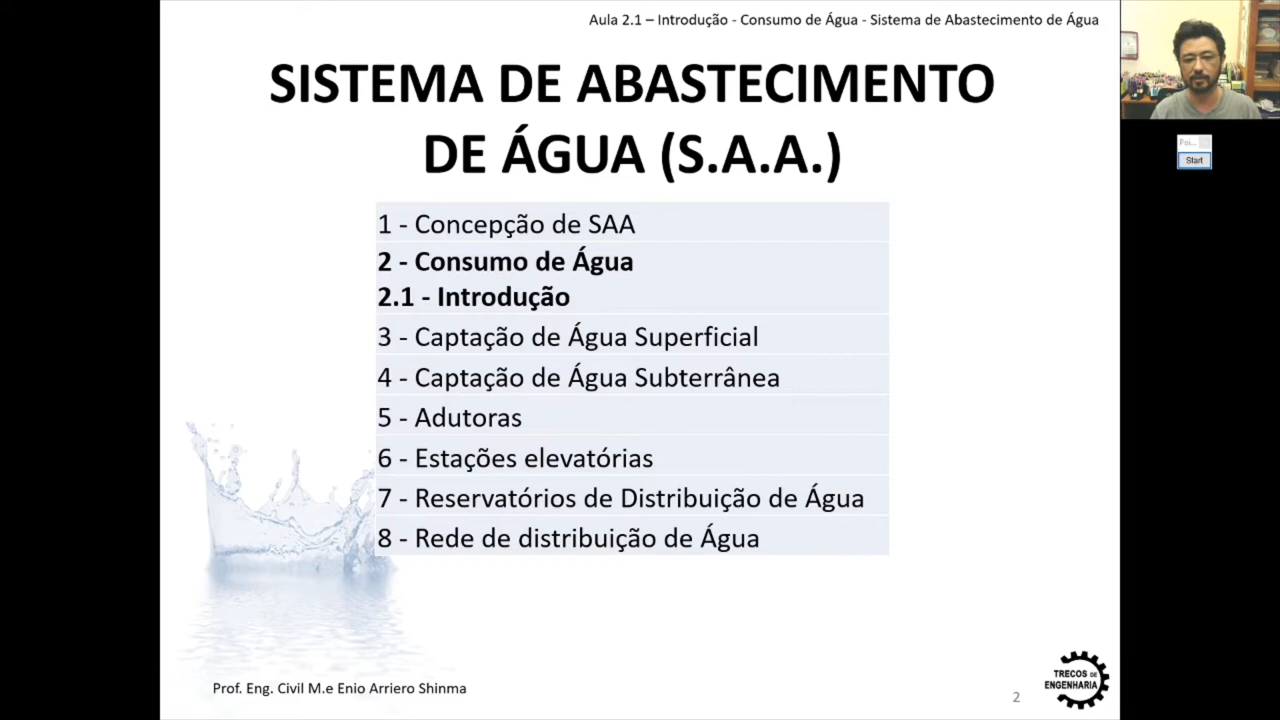 Aula 2.1 – Introdução - Consumo de Água - Sistema de Abastecimento de Água
SISTEMA DE ABASTECIMENTO
DE ÁGUA (S.A.A.)
1 - Concepção de SAA
2 - Consumo de Água
2.1 - Introdução
3 - Captação de Água Superficial
4 - Captação de Água Subterrânea
5 - Adutoras
6 - Estações elevatórias
7 - Reservatórios de Distribuição de Água
8 - Rede de distribuição de Água
Prof. Eng. Civil M.e Enio Arriero Shinma
2
TRECOS DE
ENGENHARIA
Poi...
Start